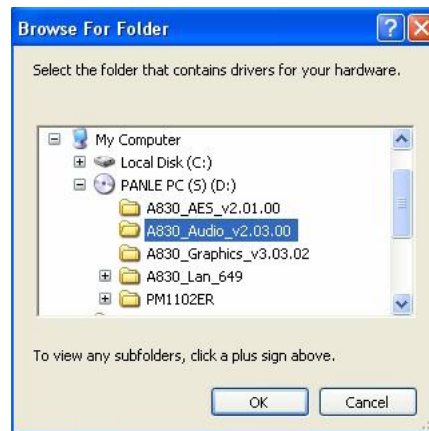 Browse For Folder
Select the folder that contains drivers for your hardware.
My Computer
Local Disk (C:)
PANLE PC (S) (D:)
A830_AES_v2.01.00
A830_Audio_v2.03.00
A830_Graphics_v3.03.02
A830_Lan_649
PM1102ER
To view any subfolders, click a plus sign above.
OK Cancel